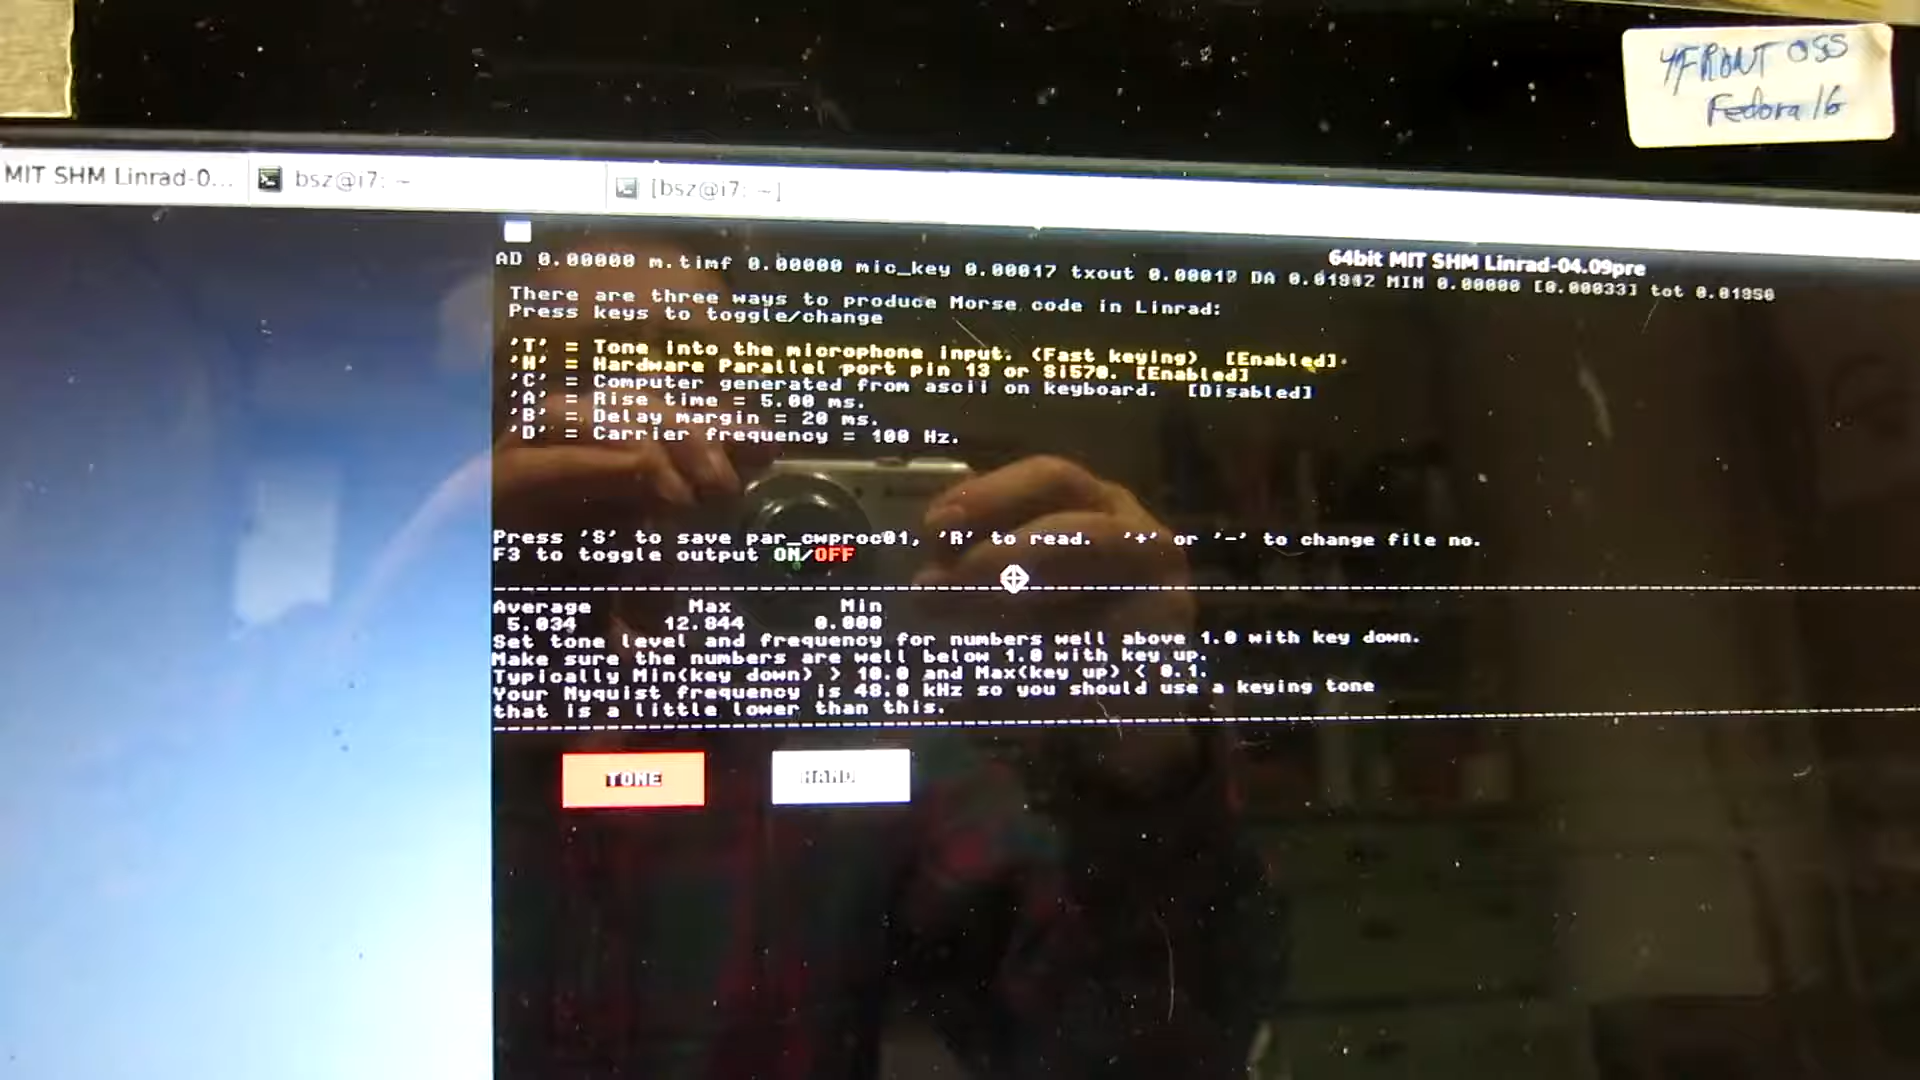 4FRONT OSS
Fedora 16
MIT SHM Linrad-0...
bsz@i7: ~
[bsz@i7: ~]
64bit MIT SHM Linrad-04.09pre
AD 0.00000 m.timf 0.00000 mic_key 0.00017 txout 0.00012 DA 0.01942 MIN 0.00000 [0.00033] tot 0.01950
There are three ways to produce Morse code in Linrad:
Press keys to toggle/change
'T' = Tone into the microphone input. (Fast keying) [Enabled]
'H' = Hardware Parallel port pin 13 or Si570. [Enabled]
'C' = Computer generated from ascii on keyboard. [Disabled]
'A' = Rise time = 5.00 ms.
'B' = Delay margin = 20 ms.
'D' = Carrier frequency = 100 Hz.
Press 'S' to save par_cwproc01, 'R' to read. '+' or '-' to change file no.
F3 to toggle output ON/OFF
Average Max Min
5.034 12.844 0.000
Set tone level and frequency for numbers well above 1.0 with key down.
Make sure the numbers are well below 1.0 with key up.
Typically Min(key down) > 10.0 and Max(key up) < 0.1.
Your Nyquist frequency is 48.0 kHz so you should use a keying tone
that is a little lower than this.
TONE
HAND